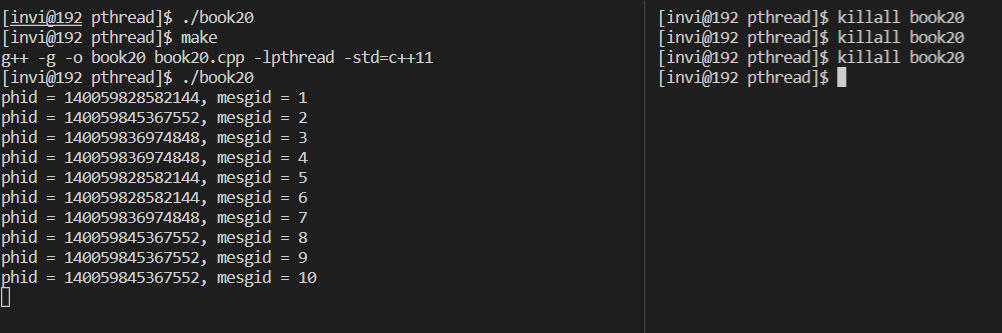 [invi@192 pthread]$ ./book20
[invi@192 pthread]$ make
g++ -g -o book20 book20.cpp -lpthread -std=c++11
[invi@192 pthread]$ ./book20
phid = 140059828582144, mesgid = 1
phid = 140059845367552, mesgid = 2
phid = 140059836974848, mesgid = 3
phid = 140059836974848, mesgid = 4
phid = 140059828582144, mesgid = 5
phid = 140059828582144, mesgid = 6
phid = 140059836974848, mesgid = 7
phid = 140059845367552, mesgid = 8
phid = 140059845367552, mesgid = 9
phid = 140059845367552, mesgid = 10
[invi@192 pthread]$ killall book20
[invi@192 pthread]$ killall book20
[invi@192 pthread]$ killall book20
[invi@192 pthread]$